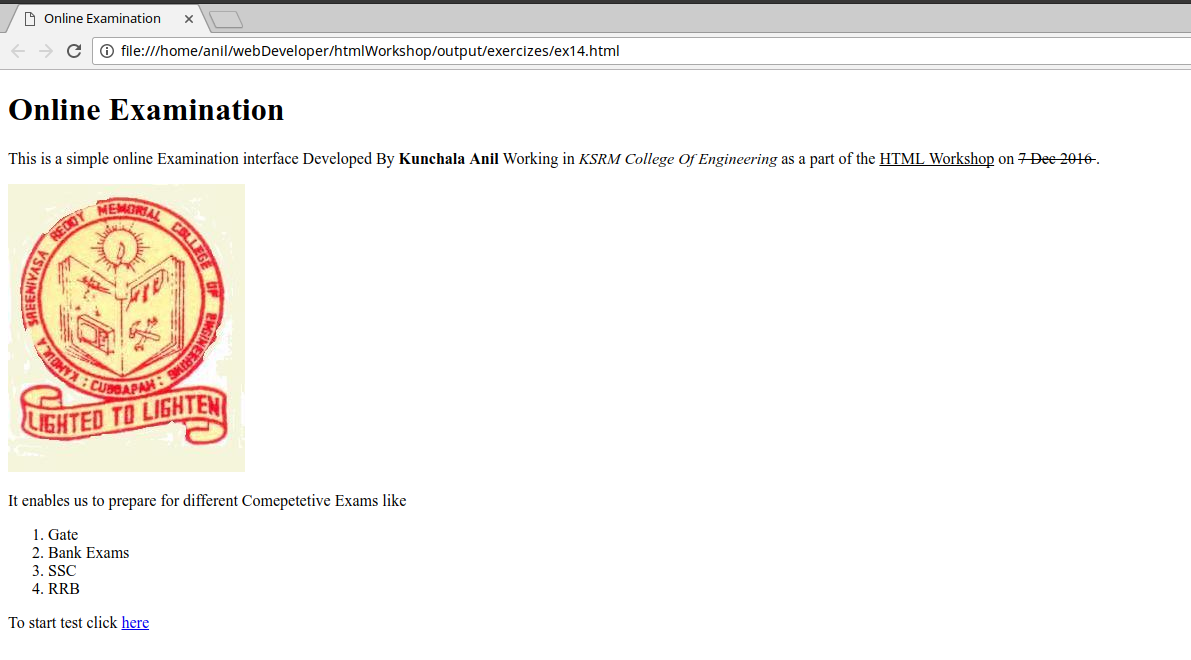 Online Examination
file:///home/anil/webDeveloper/htmlWorkshop/output/exercizes/ex14.html
Online Examination
This is a simple online Examination interface Developed By Kunchala Anil Working in KSRM College Of Engineering as a part of the HTML Workshop on 7 Dec 2016 .
KANDULA SREENIVASA REDDY MEMORIAL COLLEGE OF ENGINEERING
: CUDDAPAH :
LIGHTED TO LIGHTEN
It enables us to prepare for different Comepetetive Exams like
1. Gate
2. Bank Exams
3. SSC
4. RRB
To start test click here